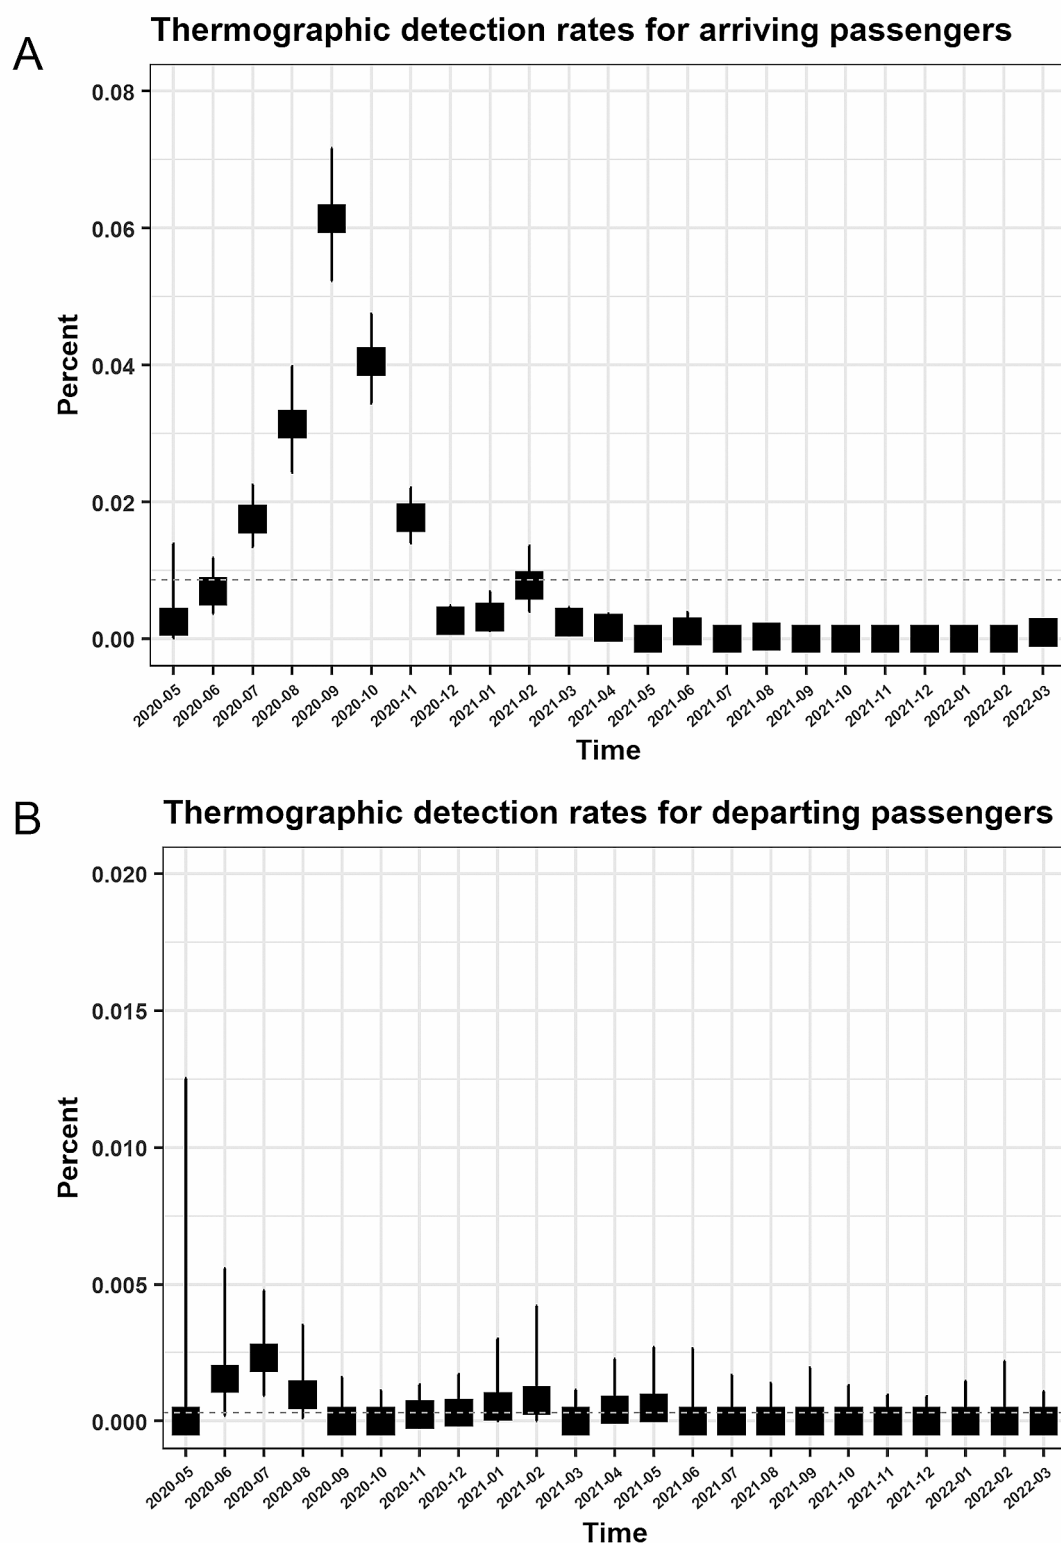 A
Thermographic detection rates for arriving passengers
0.08
0.06
0.04
0.02
0.00
Percent
2020-05 2020-06 2020-07 2020-08 2020-09 2020-10 2020-11 2020-12 2021-01 2021-02 2021-03 2021-04 2021-05 2021-06 2021-07 2021-08 2021-09 2021-10 2021-11 2021-12 2022-01 2022-02 2022-03
Time
B
Thermographic detection rates for departing passengers
0.020
0.015
0.010
0.005
0.000
Percent
2020-05 2020-06 2020-07 2020-08 2020-09 2020-10 2020-11 2020-12 2021-01 2021-02 2021-03 2021-04 2021-05 2021-06 2021-07 2021-08 2021-09 2021-10 2021-11 2021-12 2022-01 2022-02 2022-03
Time